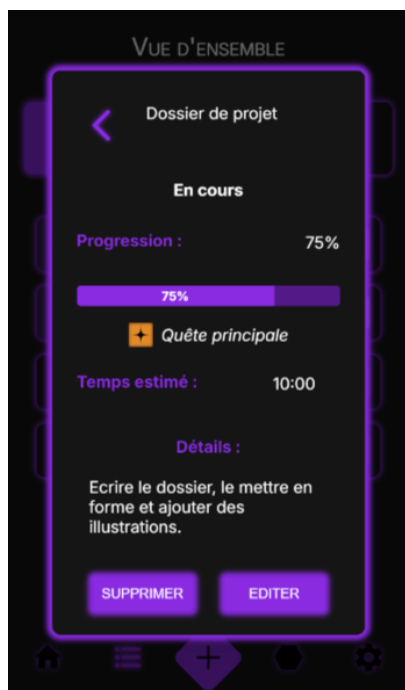 VUE D'ENSEMBLE
Dossier de projet
En cours
Progression :
75%
75%
Quête principale
Temps estimé :
10:00
Détails :
Ecrire le dossier, le mettre en
forme et ajouter des
illustrations.
SUPPRIMER
EDITER